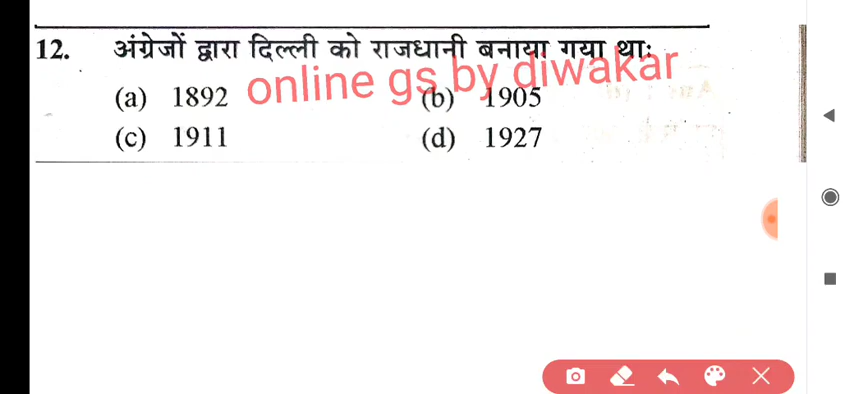 12. अंग्रेजों द्वारा दिल्ली को राजधानी बनाया गया थाः
online gs by diwakar
(a) 1892 (b) 1905
(c) 1911 (d) 1927